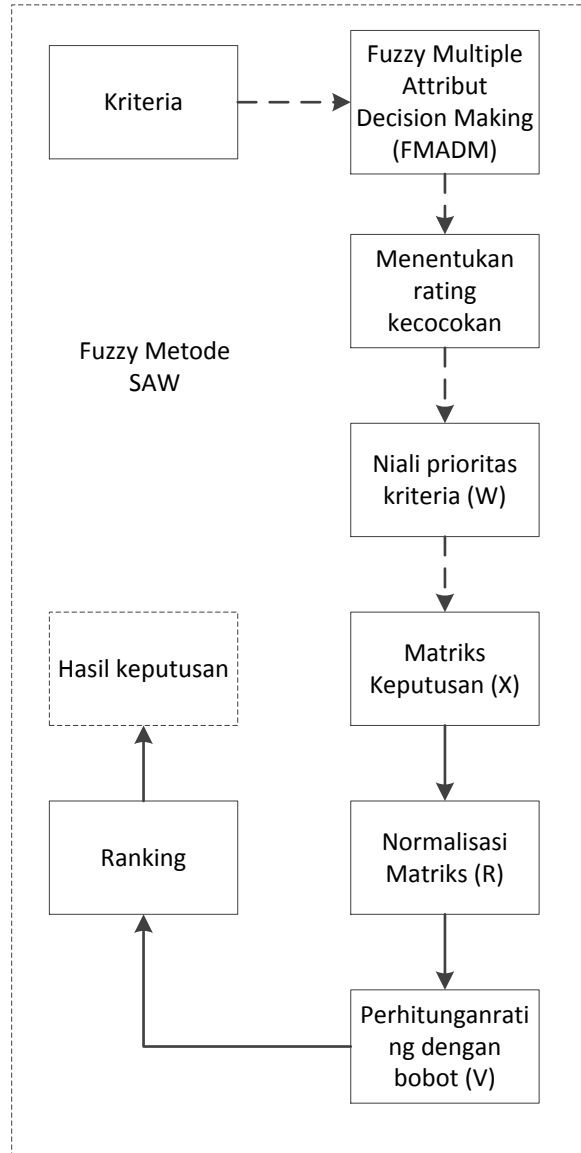 Kriteria
Fuzzy Multiple
Attribut
Decision Making
(FMADM)
Menentukan
rating
kecocokan
Fuzzy Metode
SAW
Niali prioritas
kriteria (W)
Hasil keputusan
Matriks
Keputusan (X)
Ranking
Normalisasi
Matriks (R)
Perhitunganrati
ng dengan
bobot (V)